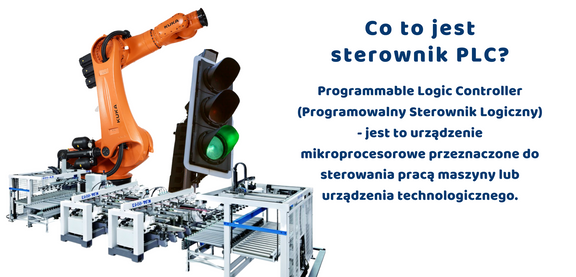 Co to jest
sterownik PLC?
Programmable Logic Controller
(Programowalny Sterownik Logiczny)
- jest to urządzenie
mikroprocesorowe przeznaczone do
sterowania pracą maszyny lub
urządzenia technologicznego.
KUKA
KUKA